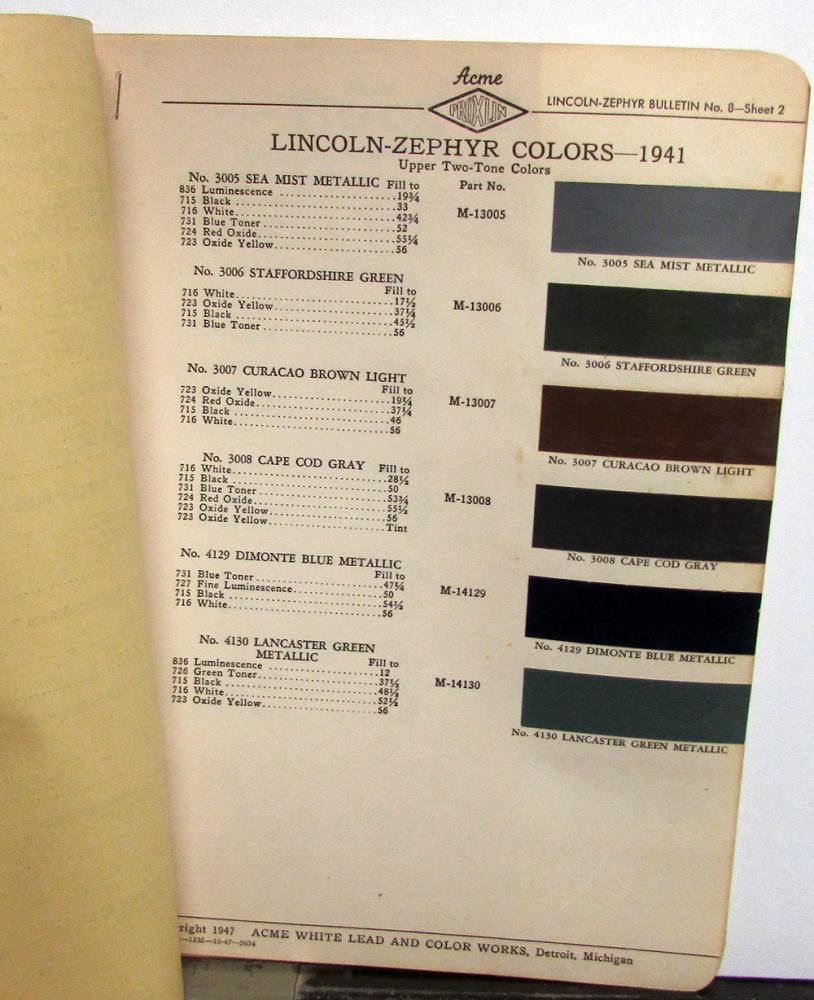 Acme
PROXLIN
LINCOLN-ZEPHYR BULLETIN No. 8—Sheet 2
LINCOLN-ZEPHYR COLORS—1941
Upper Two-Tone Colors
No. 3005 SEA MIST METALLIC Fill to
Part No.
836 Luminescence ....................19¾
715 Black ............................33
716 White............................42¾
M-13005
731 Blue Toner ......................52
724 Red Oxide........................55¼
723 Oxide Yellow .....................56
No. 3005 SEA MIST METALLIC
No. 3006 STAFFORDSHIRE GREEN
Fill to
716 White............................17½
723 Oxide Yellow.....................37¼
M-13006
715 Black ............................45½
731 Blue Toner .......................56
No. 3006 STAFFORDSHIRE GREEN
No. 3007 CURACAO BROWN LIGHT
Fill to
723 Oxide Yellow.....................19¼
724 Red Oxide........................37¼
M-13007
715 Black ............................46
716 White............................56
No. 3007 CURACAO BROWN LIGHT
No. 3008 CAPE COD GRAY Fill to
716 White............................28½
715 Black ............................50
731 Blue Toner .......................53¾
M-13008
724 Red Oxide........................55½
723 Oxide Yellow .....................56
723 Oxide Yellow .....................Tint
No. 3008 CAPE COD GRAY
No. 4129 DIMONTE BLUE METALLIC
Fill to
731 Blue Toner .......................47¼
727 Fine Luminescence................50
M-14129
715 Black ............................54½
716 White............................56
No. 4129 DIMONTE BLUE METALLIC
No. 4130 LANCASTER GREEN
METALLIC Fill to
836 Luminescence ....................12
726 Green Toner......................37½
M-14130
715 Black ............................48½
716 White............................52½
723 Oxide Yellow.....................56
No. 4130 LANCASTER GREEN METALLIC
right 1947 ACME WHITE LEAD AND COLOR WORKS, Detroit, Michigan
—12M—10-47—5034